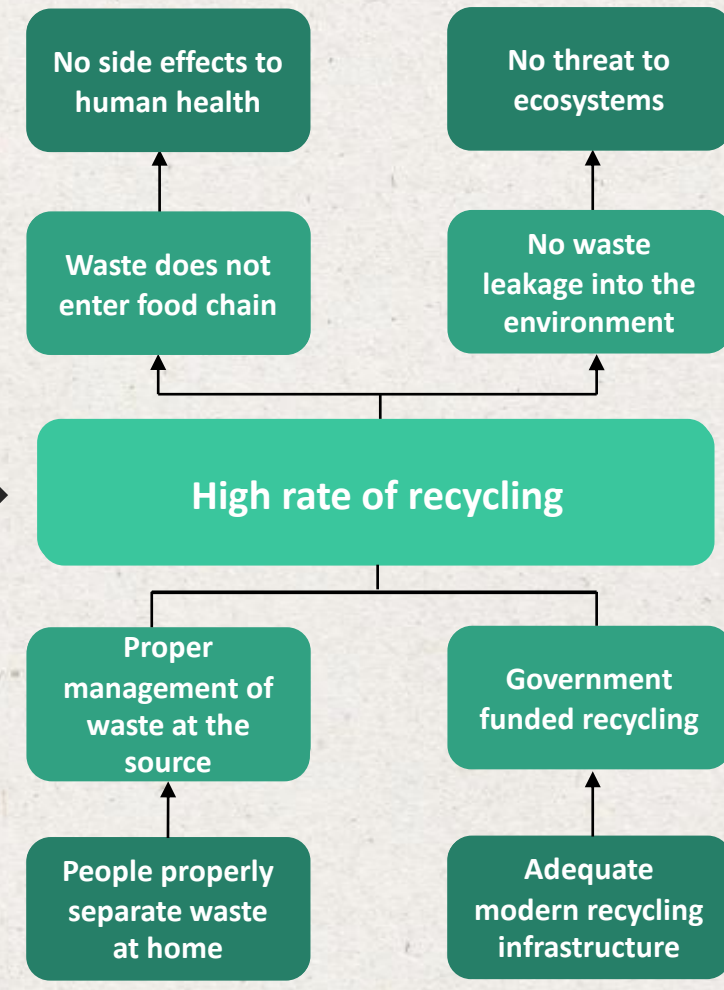 No side effects to
human health
No threat to
ecosystems
Waste does not
enter food chain
No waste
leakage into the
environment
High rate of recycling
Proper
management of
waste at the
source
Government
funded recycling
People properly
separate waste
at home
Adequate
modern recycling
infrastructure